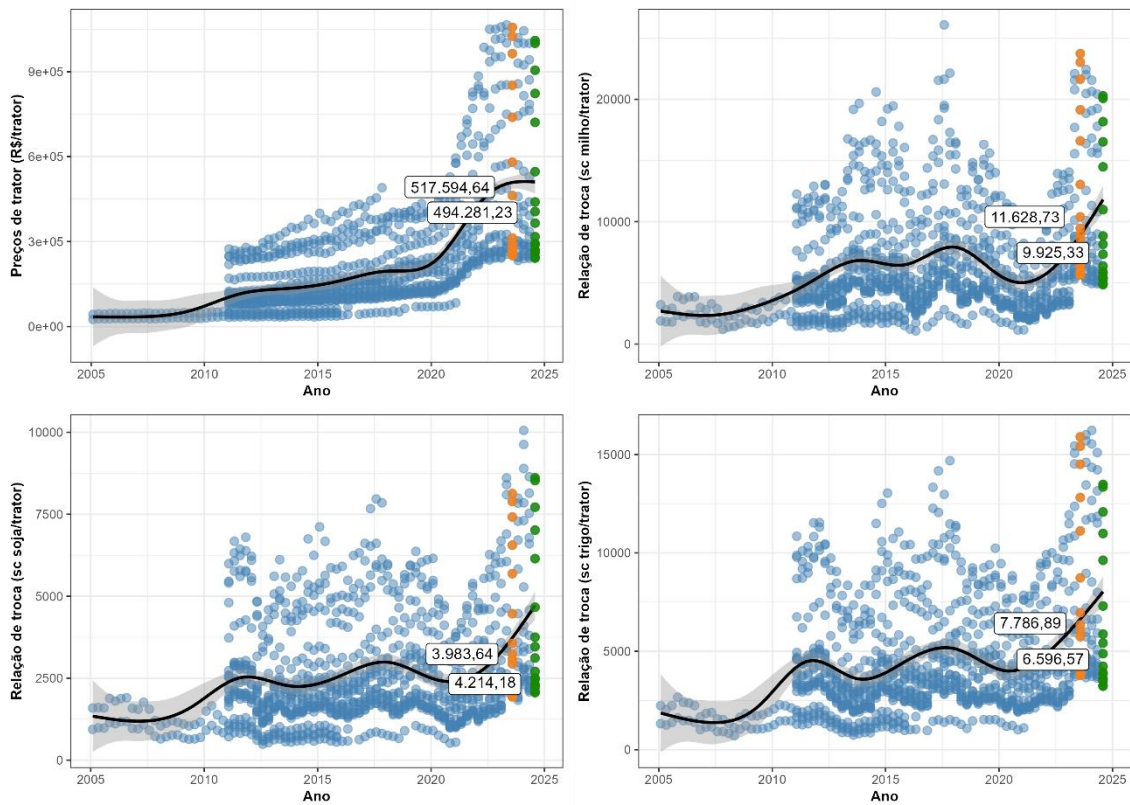 Preços de trator (R$/trator)
9e+05
6e+05
3e+05
0e+00
517.594,64
494.281,23
2005 2010 2015 2020 2025
Ano
Relação de troca (sc milho/trator)
20000
10000
0
11.628,73
9.925,33
2005 2010 2015 2020 2025
Ano
Relação de troca (sc soja/trator)
10000
7500
5000
2500
0
3.983,64
4.214,18
2005 2010 2015 2020 2025
Ano
Relação de troca (sc trigo/trator)
15000
10000
5000
0
7.786,89
6.596,57
2005 2010 2015 2020 2025
Ano